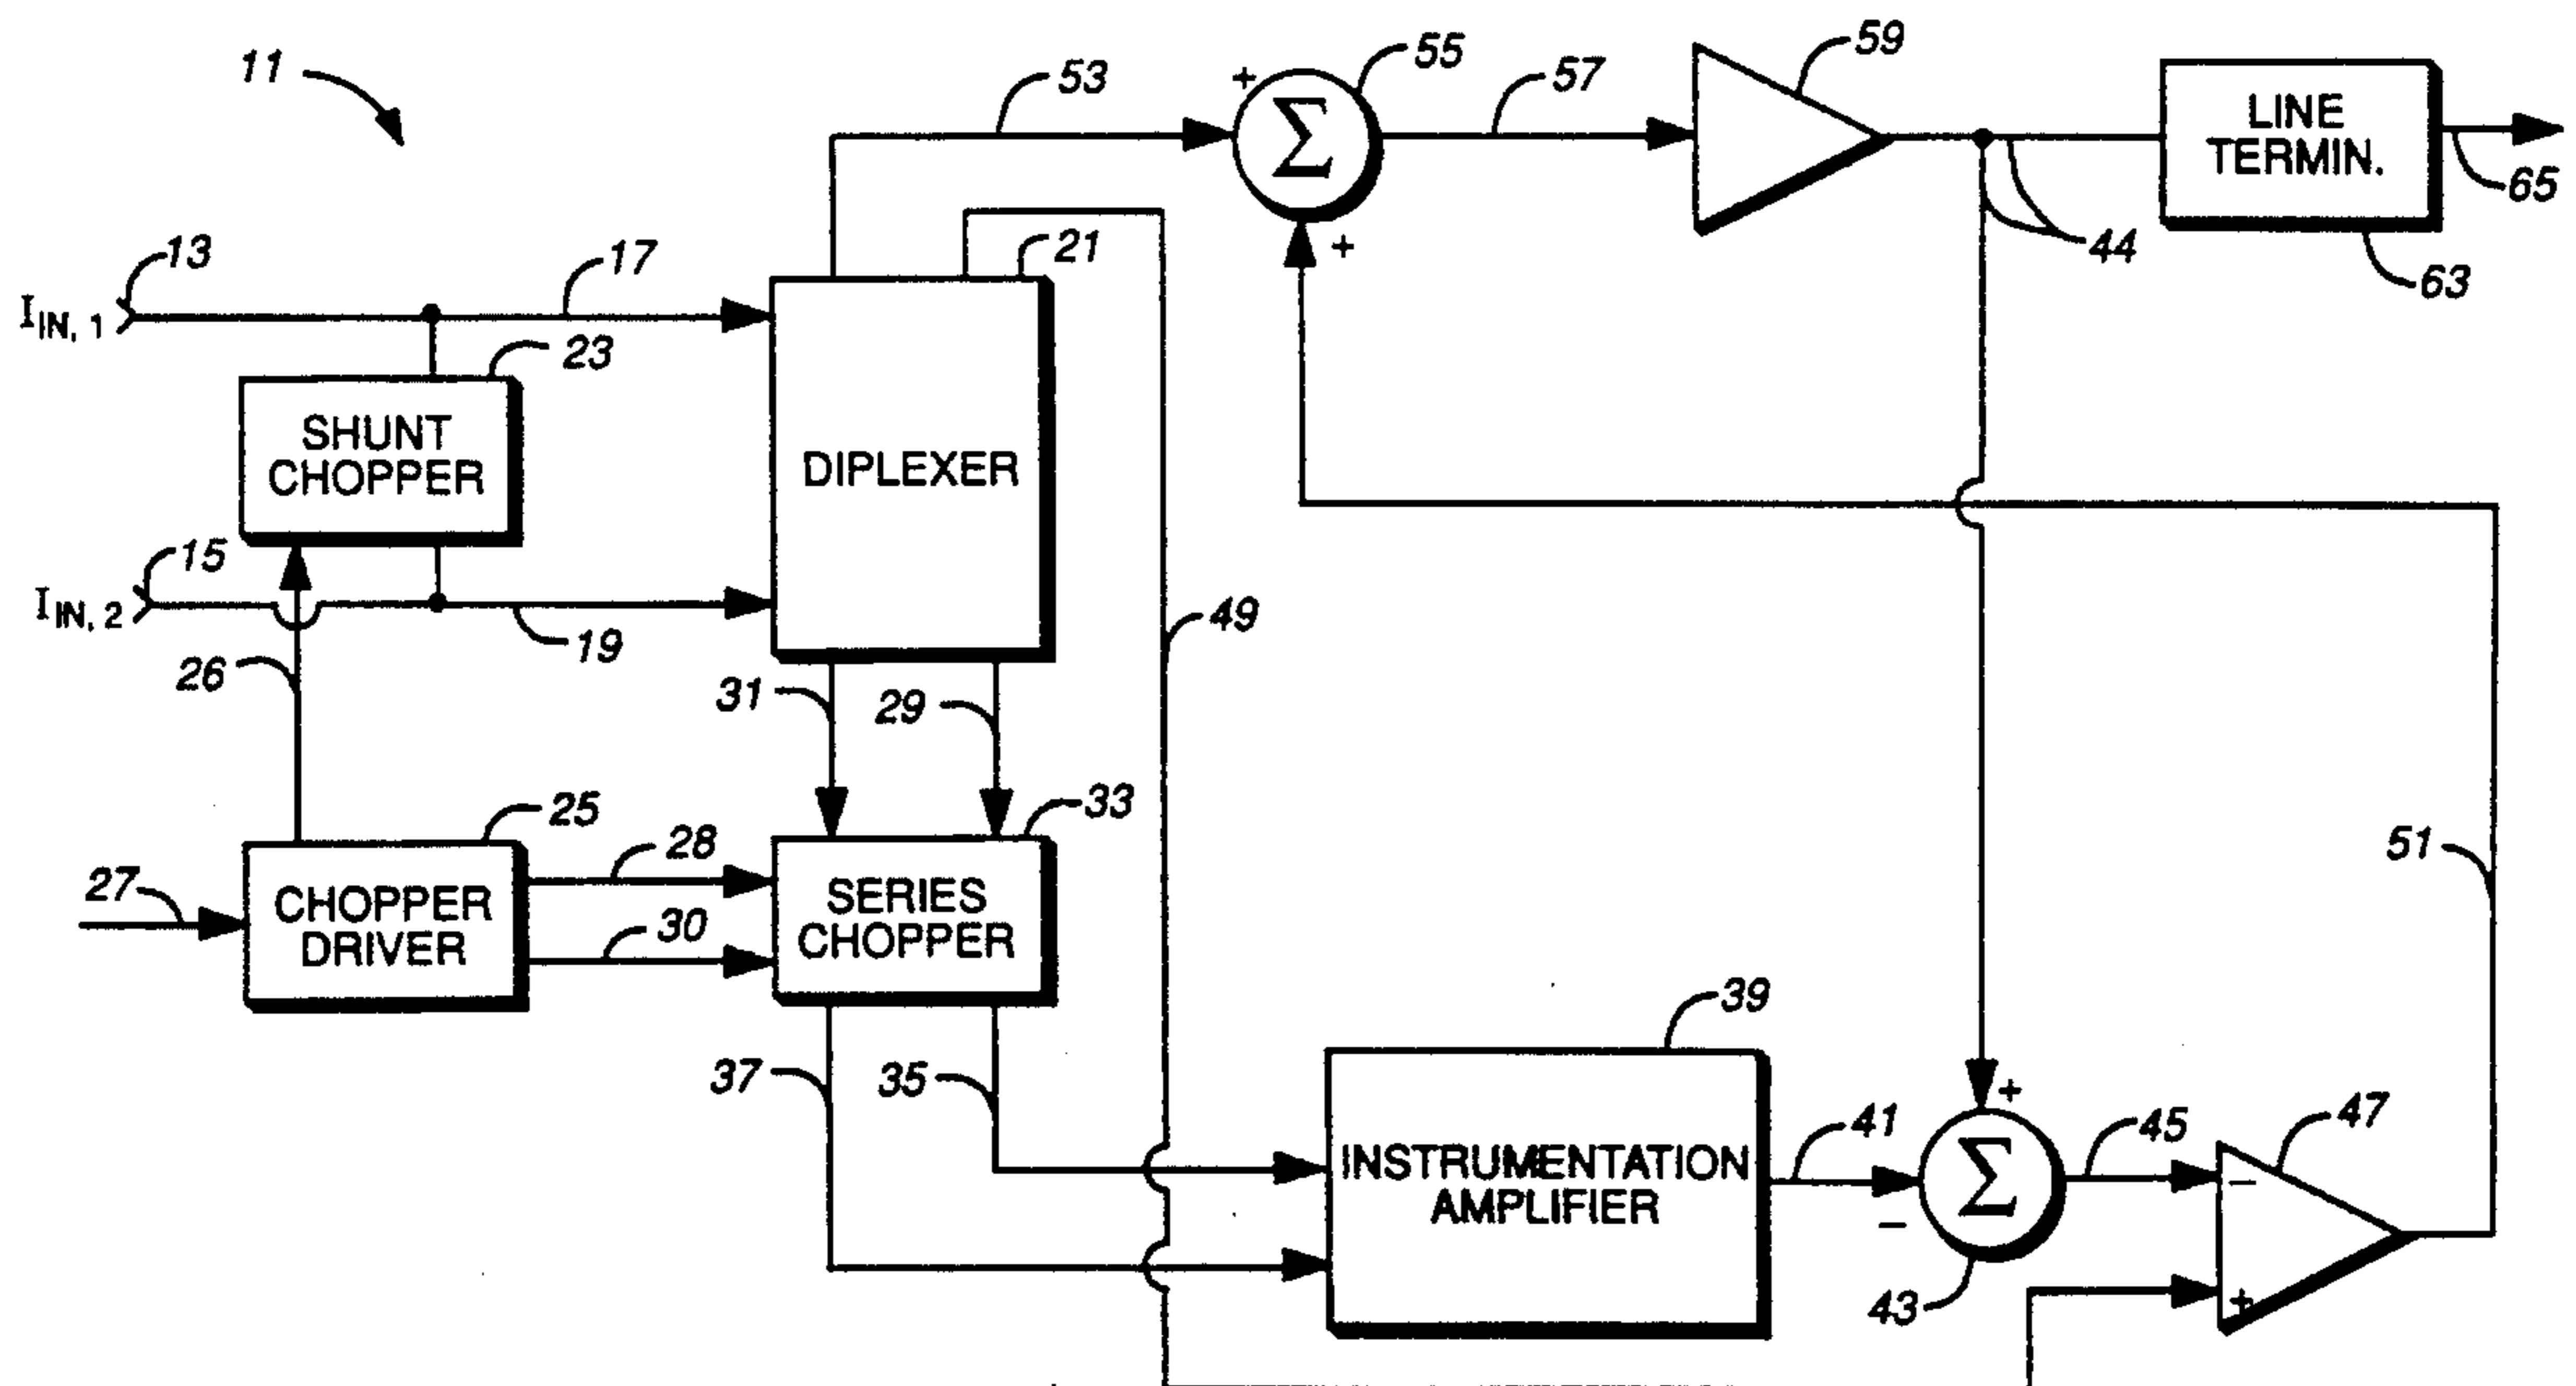 11
53
+
Σ
55
57
59
LINE
TERMIN.
65
44
63
+
13
17
21
I IN, 1
23
SHUNT
CHOPPER
DIPLEXER
15
I IN, 2
19
49
26
31
29
25
28
33
27
CHOPPER
DRIVER
30
SERIES
CHOPPER
51
37
35
39
INSTRUMENTATION
AMPLIFIER
41
−
+
Σ
43
45
47
−
+